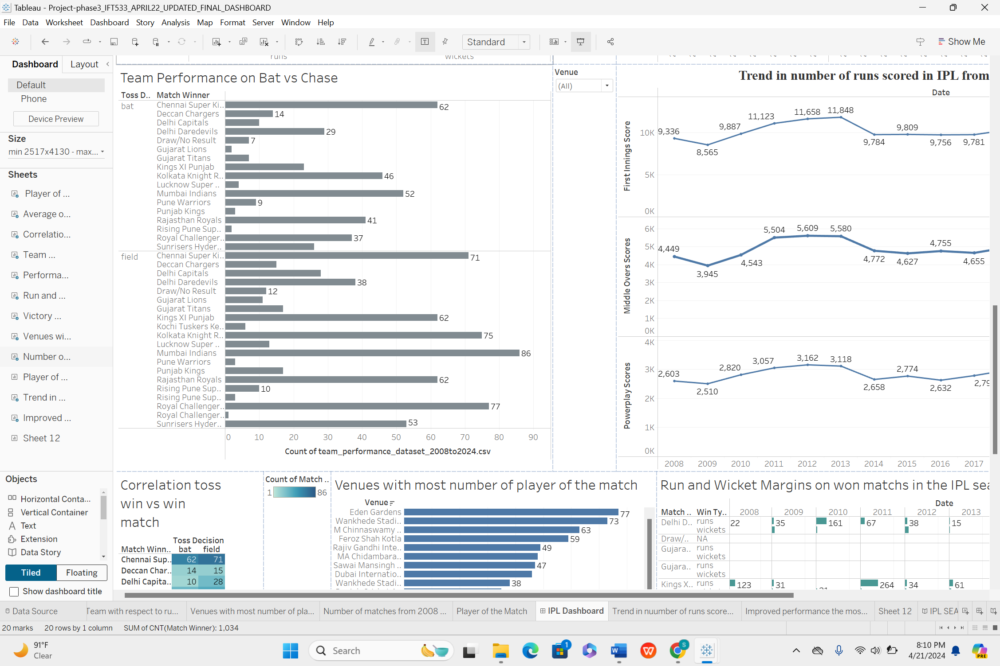 Tableau - Project-phase3_IFT533_APRIL22_UPDATED_FINAL_DASHBOARD
File Data Worksheet Dashboard Story Analysis Map Format Server Window Help
Standard
Show Me
Dashboard Layout
Default
Phone
Device Preview
Size
min 2517x4130 - max...
Sheets
Player of ...
Average o...
Correlatio...
Team ...
Performa...
Run and ...
Victory ...
Venues wi...
Number o...
Player of ...
Trend in ...
Improved ...
Sheet 12
Objects
Horizontal Conta...
Vertical Container
Text
Extension
Data Story
Tiled Floating
Show dashboard title
runs wickets
Team Performance on Bat vs Chase
Toss D.. Match Winner
bat Chennai Super Ki.. 62
Deccan Chargers 14
Delhi Capitals
Delhi Daredevils 29
Draw/No Result 7
Gujarat Lions
Gujarat Titans
Kings XI Punjab
Kolkata Knight R.. 46
Lucknow Super ..
Mumbai Indians 52
Pune Warriors 9
Punjab Kings
Rajasthan Royals 41
Rising Pune Sup..
Royal Challenger.. 37
Sunrisers Hyder..
field Chennai Super Ki.. 71
Deccan Chargers
Delhi Capitals
Delhi Daredevils 38
Draw/No Result 12
Gujarat Lions
Gujarat Titans
Kings XI Punjab 62
Kochi Tuskers Ke..
Kolkata Knight R.. 75
Lucknow Super ..
Mumbai Indians 86
Pune Warriors
Punjab Kings
Rajasthan Royals 62
Rising Pune Sup.. 10
Rising Pune Sup..
Royal Challenger.. 77
Royal Challenger..
Sunrisers Hyder.. 53
0 10 20 30 40 50 60 70 80 90
Count of team_performance_dataset_2008to2024.csv
Venue
(All)
Trend in number of runs scored in IPL from
Date
First Innings Score
10K
5K
0K
9,336 8,565 9,887 11,123 11,658 11,848 9,784 9,809 9,756 9,781
Middle Overs Scores
6K
5K
4K
3K
2K
1K
0K
4,449 3,945 4,543 5,504 5,609 5,580 4,772 4,627 4,755 4,655
Powerplay Scores
4K
3K
2K
1K
0K
2,603 2,510 2,820 3,057 3,162 3,118 2,658 2,774 2,632 2,79
2008 2009 2010 2011 2012 2013 2014 2015 2016 2017
Correlation toss
win vs win
match
Toss Decision
Match Winn.. bat field
Chennai Sup.. 62 71
Deccan Char.. 14 15
Delhi Capita.. 10 28
Count of Match ..
1 86
Venues with most number of player of the match
Venue
Eden Gardens 77
Wankhede Stadi.. 73
M Chinnaswamy .. 63
Feroz Shah Kotla 59
Rajiv Gandhi Inte.. 49
MA Chidambara..
Sawai Mansingh .. 47
Dubai Internatio..
Wankhede Stadi.. 38
Run and Wicket Margins on won matchs in the IPL sea
Date
Match .. Win Ty.. 2008 2009 2010 2011 2012 2013
Delhi D.. runs 22 35 161 67 38 15
wickets
Draw/.. NA
Gujara.. runs
wickets
Gujara.. runs
wickets
Kings X.. runs 123 31 264 34 61
Data Source
Team with respect to ru...
Venues with most number of pla...
Number of matches from 2008 ...
Player of the Match
IPL Dashboard
Trend in nuumber of runs score...
Improved performance the mos...
Sheet 12
IPL SEA
20 marks 20 rows by 1 column SUM of CNT(Match Winner): 1,034
91°F
Clear
Search
1
S
8:10 PM
4/21/2024
PRE